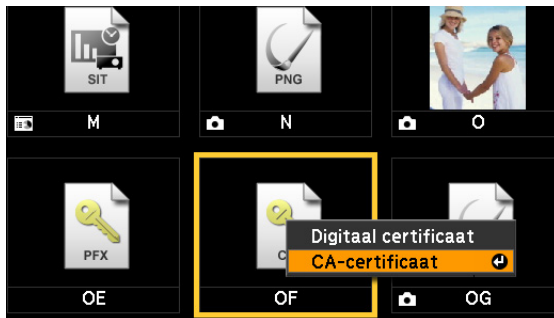 SIT
PNG
M
N
O
Digitaal certificaat
PFX
C
CA-certificaat
OE
OF
OG